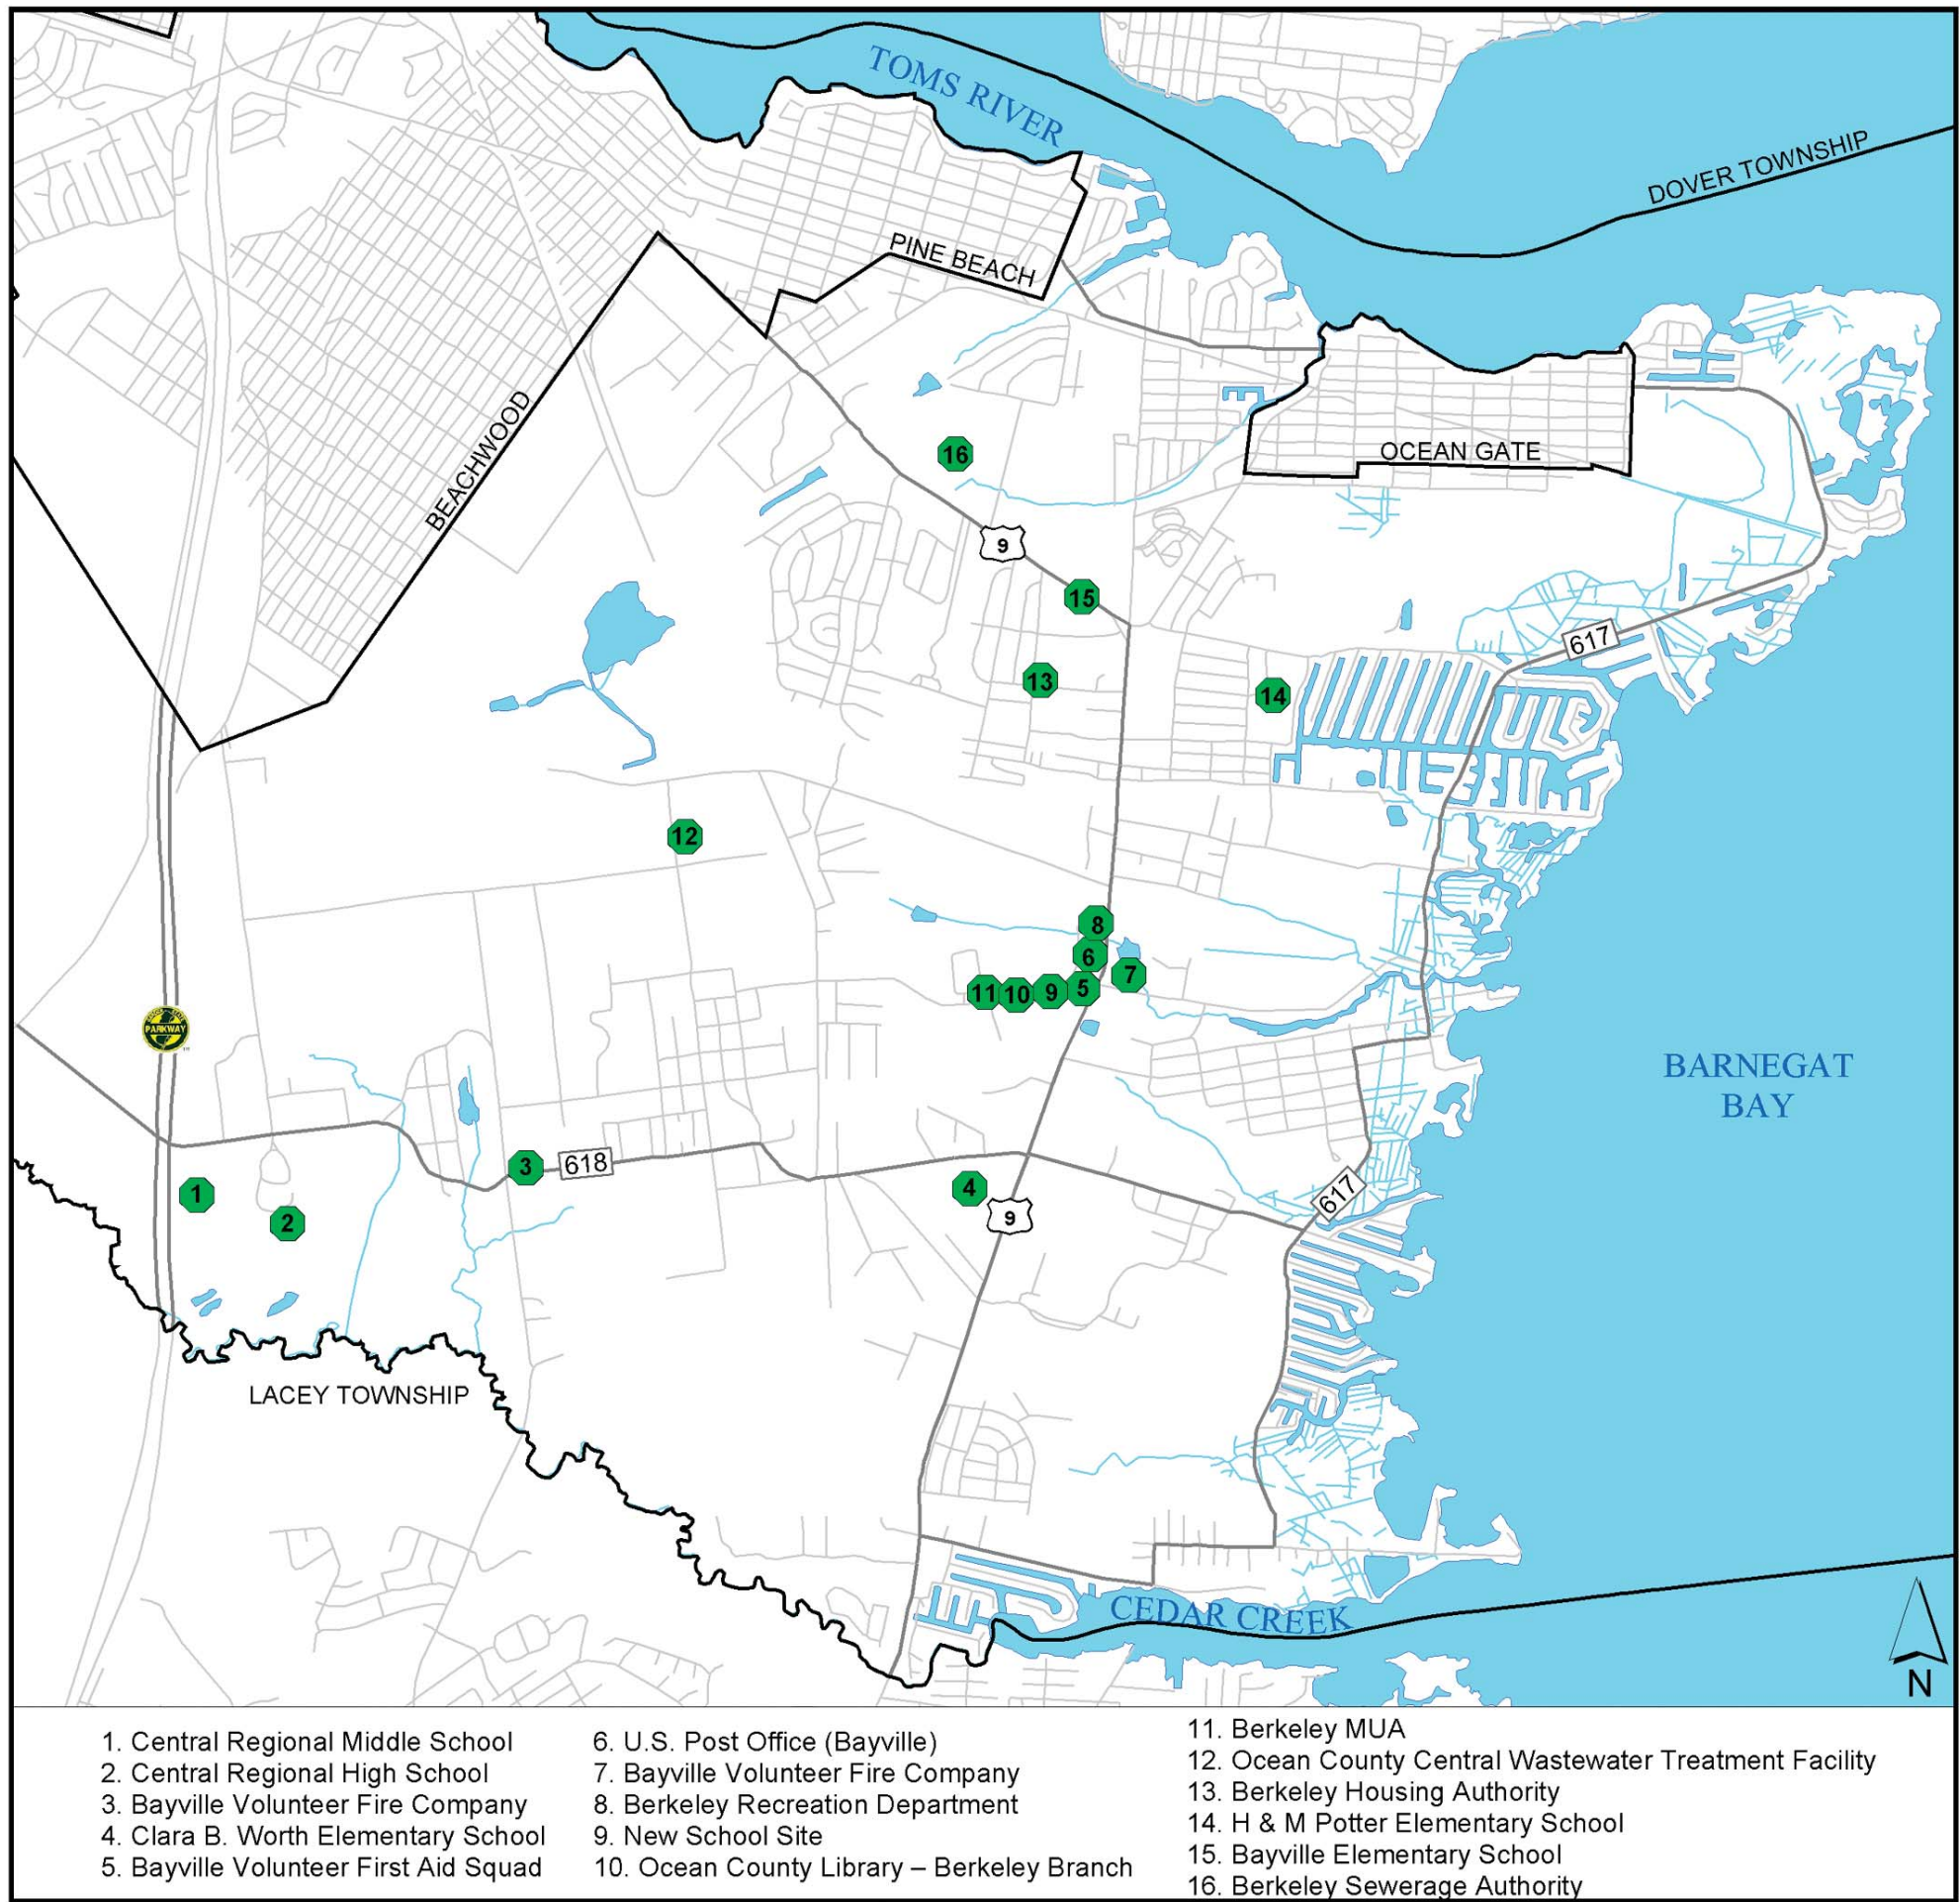 TOMS RIVER
DOVER TOWNSHIP
PINE BEACH
BEACHWOOD
OCEAN GATE
16
9
15
617
13
14
12
8
6
7
11
10
9
5
PARKWAY
BARNEGAT
BAY
3
618
1
2
4
9
617
LACEY TOWNSHIP
CEDAR CREEK
N
1. Central Regional Middle School
2. Central Regional High School
3. Bayville Volunteer Fire Company
4. Clara B. Worth Elementary School
5. Bayville Volunteer First Aid Squad
6. U.S. Post Office (Bayville)
7. Bayville Volunteer Fire Company
8. Berkeley Recreation Department
9. New School Site
10. Ocean County Library – Berkeley Branch
11. Berkeley MUA
12. Ocean County Central Wastewater Treatment Facility
13. Berkeley Housing Authority
14. H & M Potter Elementary School
15. Bayville Elementary School
16. Berkeley Sewerage Authority